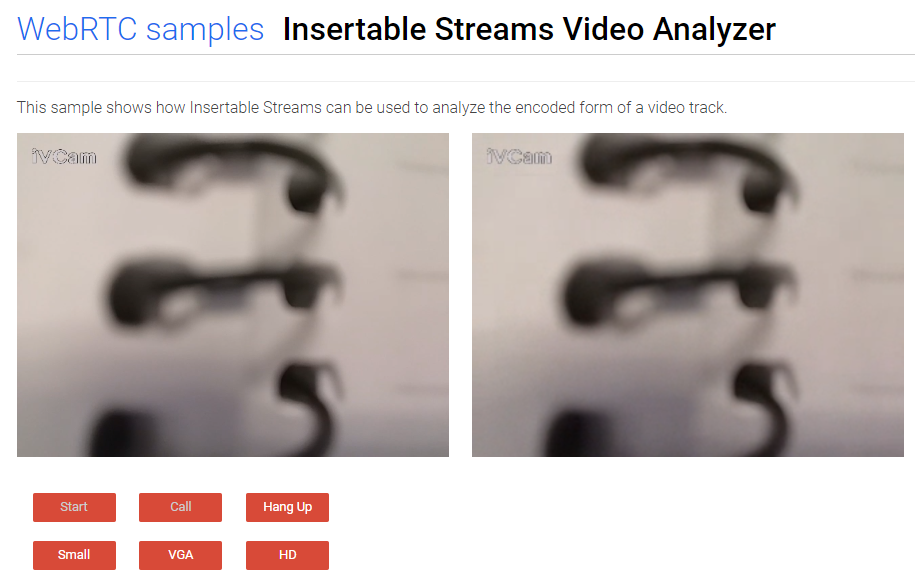 WebRTC samples Insertable Streams Video Analyzer
This sample shows how Insertable Streams can be used to analyze the encoded form of a video track.
iVCam iVCam
Start Call Hang Up
Small VGA HD